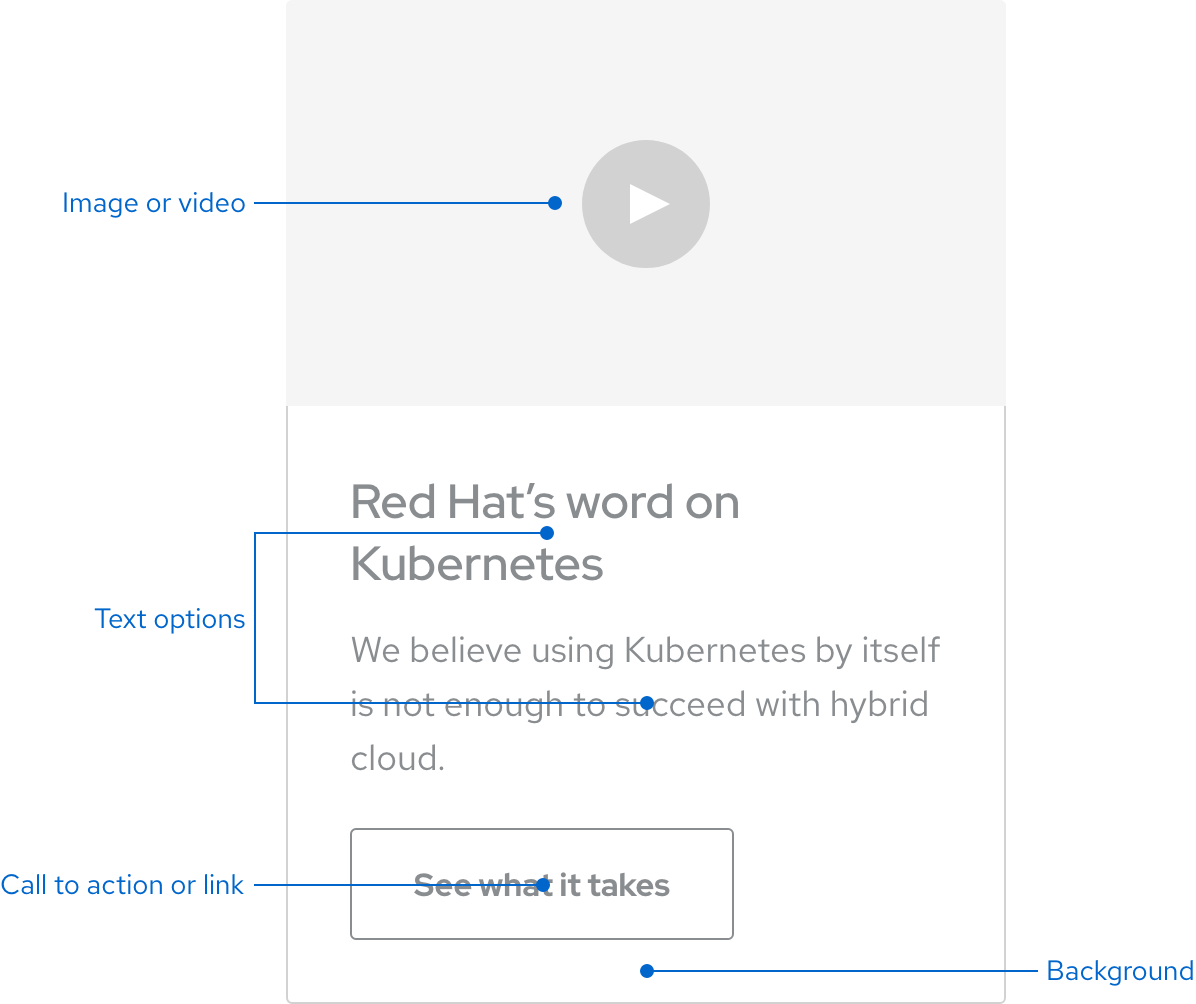 Image or video
Red Hat’s word on
Kubernetes
Text options
We believe using Kubernetes by itself
is not enough to succeed with hybrid
cloud.
Call to action or link
See what it takes
Background